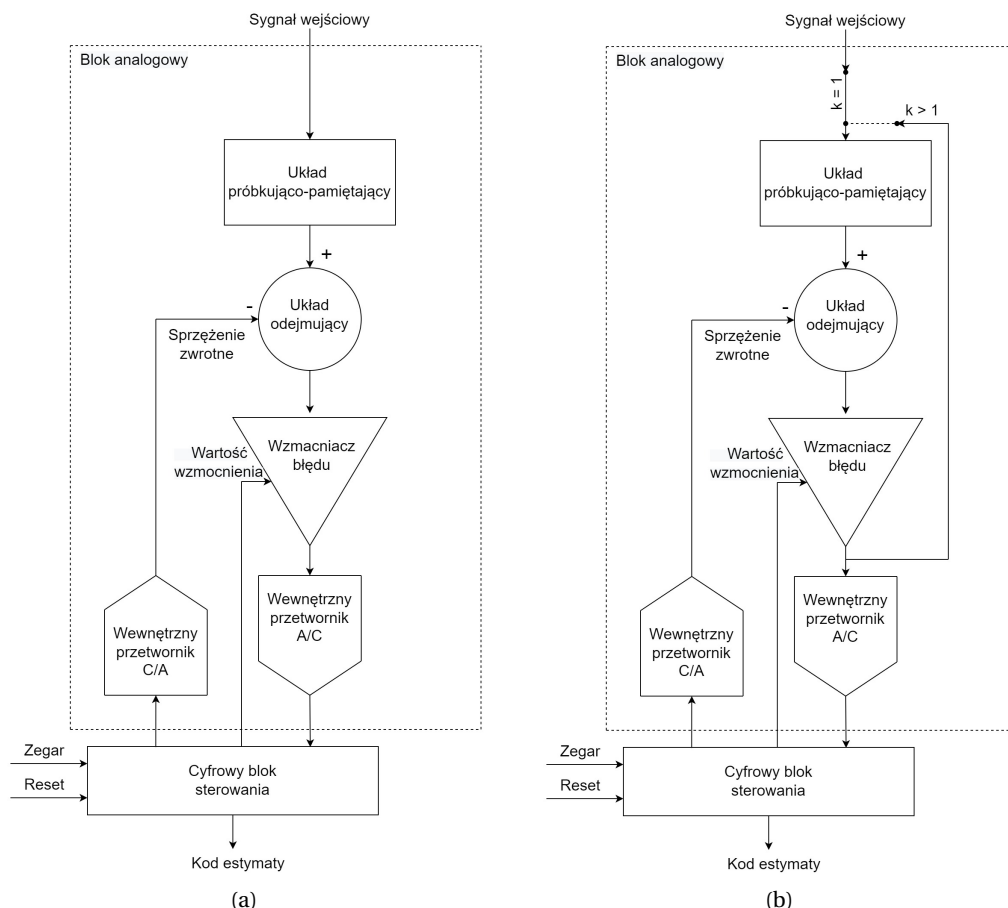 Sygnał wejściowy
Blok analogowy
Układ
próbkująco-pamiętający
+
-
Układ
odejmujący
Sprzężenie
zwrotne
Wartość
wzmocnienia
Wzmacniacz
błędu
Wewnętrzny
przetwornik
A/C
Wewnętrzny
przetwornik
C/A
Zegar
Reset
Cyfrowy blok
sterowania
Kod estymaty
(a)
Sygnał wejściowy
Blok analogowy
k = 1
k > 1
Układ
próbkująco-pamiętający
+
-
Układ
odejmujący
Sprzężenie
zwrotne
Wartość
wzmocnienia
Wzmacniacz
błędu
Wewnętrzny
przetwornik
A/C
Wewnętrzny
przetwornik
C/A
Zegar
Reset
Cyfrowy blok
sterowania
Kod estymaty
(b)